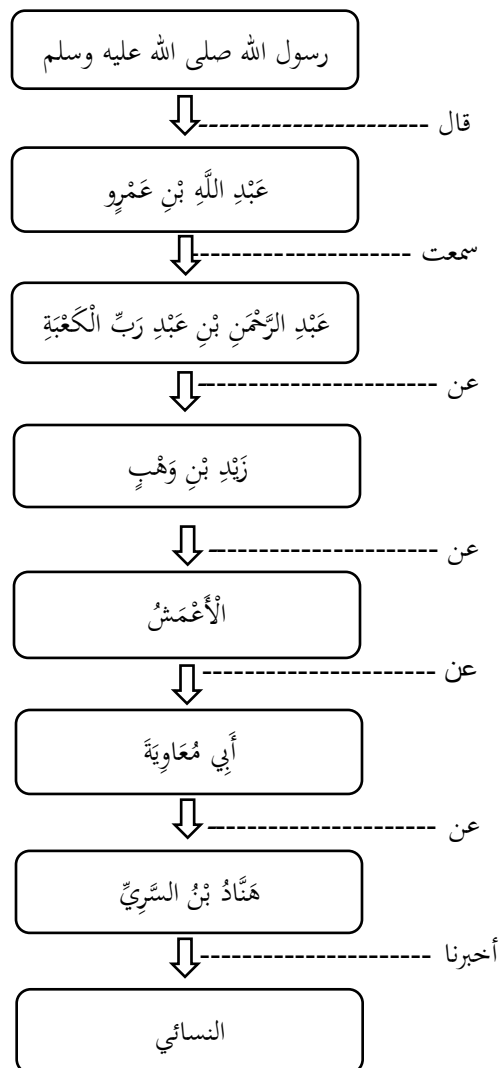 رسول الله صلى الله عليه وسلم
قال
عَبْدِ اللَّهِ بْنِ عَمْرٍو
سمعت
عَبْدِ الرَّحْمَنِ بْنِ عَبْدِ رَبِّ الْكَعْبَةِ
عن
زَيْدِ بْنِ وَهْبٍ
عن
الْأَعْمَشُ
عن
أَبِي مُعَاوِيَةَ
عن
هَنَّادُ بْنُ السَّرِيِّ
أخبرنا
النسائي